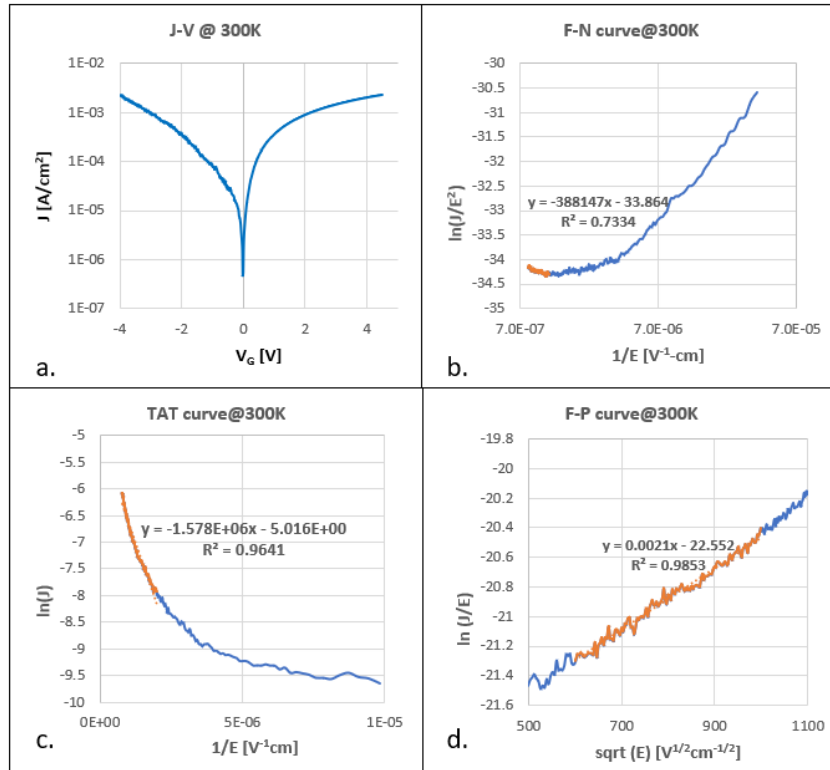 J-V @ 300K
1E-02
1E-03
1E-04
1E-05
1E-06
1E-07
J [A/cm²]
-4
-2
0
2
4
V_G [V]
a.
F-N curve@300K
-30
-30.5
-31
-31.5
-32
-32.5
-33
-33.5
-34
-34.5
-35
ln(J/E²)
y = -388147x - 33.864
R² = 0.7334
7.0E-07
7.0E-06
7.0E-05
1/E [V⁻¹-cm]
b.
TAT curve@300K
-5
-5.5
-6
-6.5
-7
-7.5
-8
-8.5
-9
-9.5
-10
ln(J)
y = -1.578E+06x - 5.016E+00
R² = 0.9641
0E+00
5E-06
1E-05
1/E [V⁻¹cm]
c.
F-P curve@300K
-19.8
-20
-20.2
-20.4
-20.6
-20.8
-21
-21.2
-21.4
-21.6
ln (J/E)
y = 0.0021x - 22.552
R² = 0.9853
500
700
900
1100
sqrt (E) [V^1/2cm^-1/2]
d.